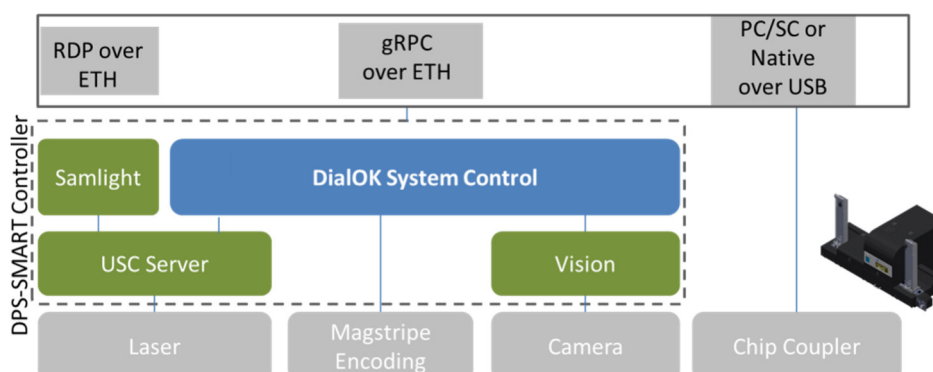 RDP over
ETH
gRPC
over ETH
PC/SC or
Native
over USB
DPS-SMART Controller
Samlight
DialOK System Control
USC Server
Vision
Laser
Magstripe
Encoding
Camera
Chip Coupler